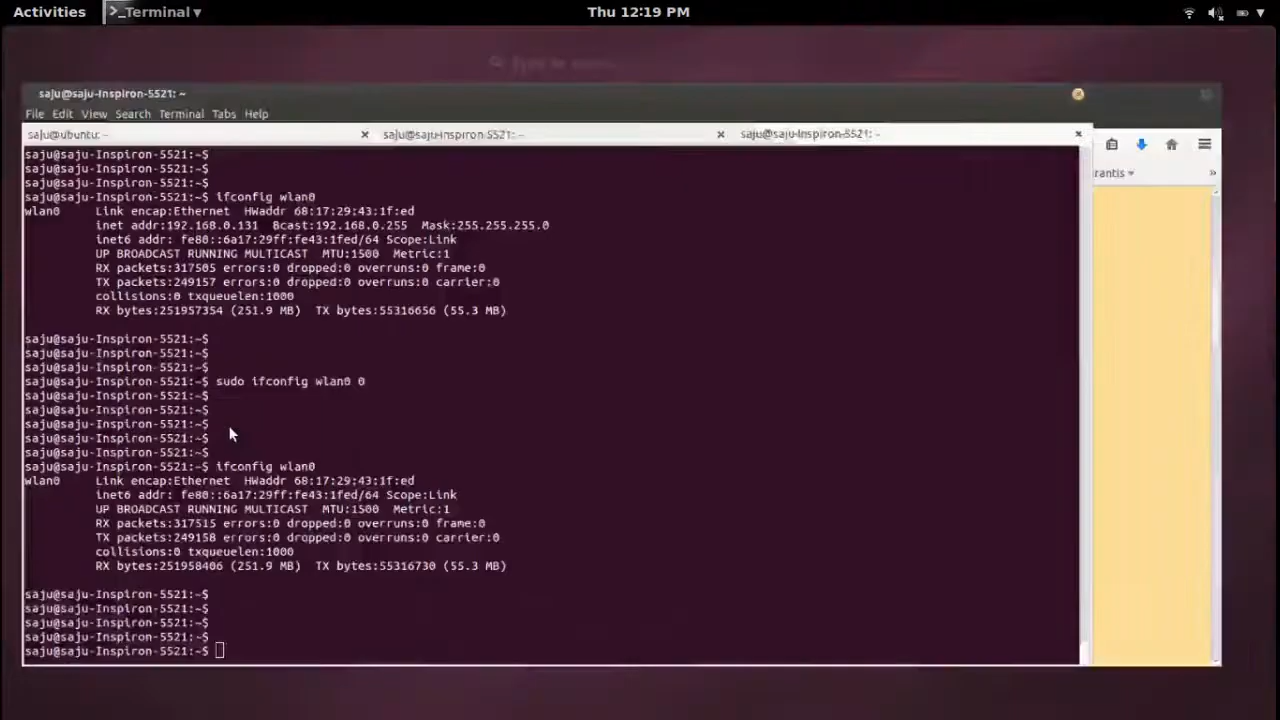 Activities
>_Terminal ▾
Thu 12:19 PM
saju@saju-Inspiron-5521: ~
File Edit View Search Terminal Tabs Help
saju@ubuntu: ~
saju@saju-Inspiron-5521: ~
saju@saju-Inspiron-5521: ~
rantis
»
saju@saju-Inspiron-5521:~$
saju@saju-Inspiron-5521:~$
saju@saju-Inspiron-5521:~$
saju@saju-Inspiron-5521:~$ ifconfig wlan0
wlan0     Link encap:Ethernet  HWaddr 68:17:29:43:1f:ed
inet addr:192.168.0.131  Bcast:192.168.0.255  Mask:255.255.255.0
inet6 addr: fe80::6a17:29ff:fe43:1fed/64 Scope:Link
UP BROADCAST RUNNING MULTICAST  MTU:1500  Metric:1
RX packets:317505 errors:0 dropped:0 overruns:0 frame:0
TX packets:249157 errors:0 dropped:0 overruns:0 carrier:0
collisions:0 txqueuelen:1000
RX bytes:251957354 (251.9 MB)  TX bytes:55316656 (55.3 MB)
saju@saju-Inspiron-5521:~$
saju@saju-Inspiron-5521:~$
saju@saju-Inspiron-5521:~$
saju@saju-Inspiron-5521:~$ sudo ifconfig wlan0 0
saju@saju-Inspiron-5521:~$
saju@saju-Inspiron-5521:~$
saju@saju-Inspiron-5521:~$
saju@saju-Inspiron-5521:~$
saju@saju-Inspiron-5521:~$
saju@saju-Inspiron-5521:~$ ifconfig wlan0
wlan0     Link encap:Ethernet  HWaddr 68:17:29:43:1f:ed
inet6 addr: fe80::6a17:29ff:fe43:1fed/64 Scope:Link
UP BROADCAST RUNNING MULTICAST  MTU:1500  Metric:1
RX packets:317515 errors:0 dropped:0 overruns:0 frame:0
TX packets:249158 errors:0 dropped:0 overruns:0 carrier:0
collisions:0 txqueuelen:1000
RX bytes:251958406 (251.9 MB)  TX bytes:55316730 (55.3 MB)
saju@saju-Inspiron-5521:~$
saju@saju-Inspiron-5521:~$
saju@saju-Inspiron-5521:~$
saju@saju-Inspiron-5521:~$
saju@saju-Inspiron-5521:~$